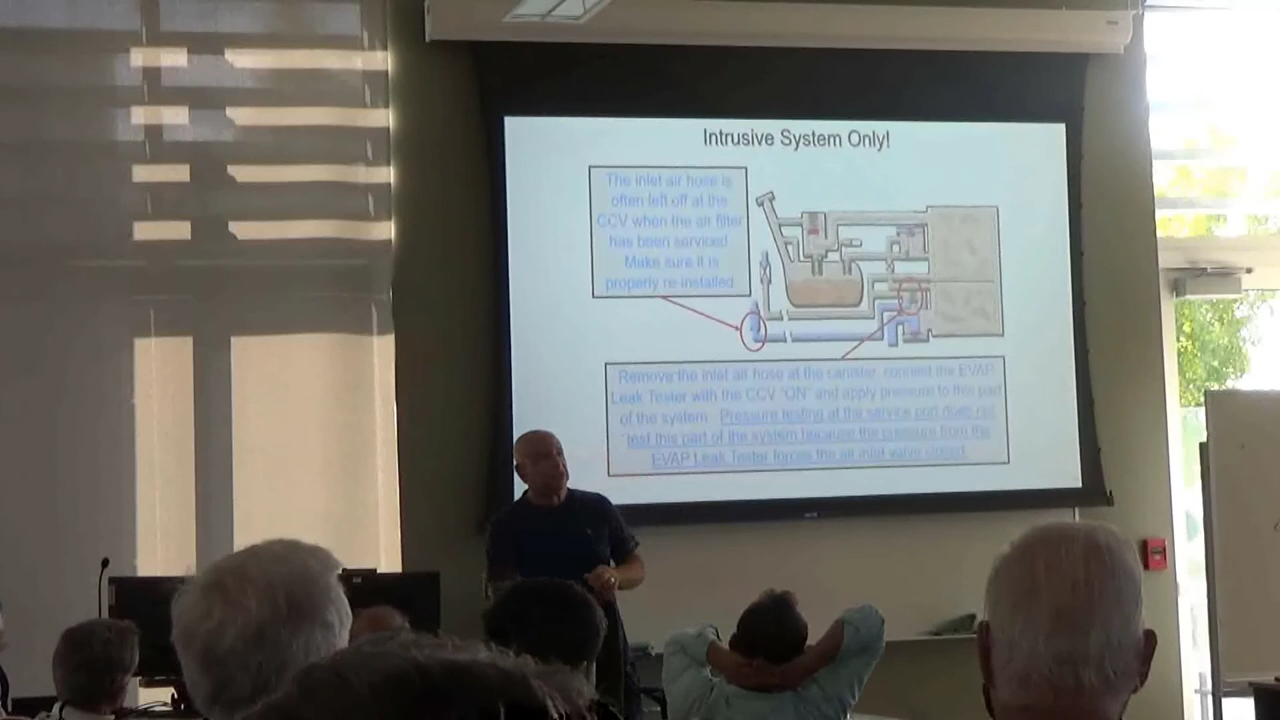 Intrusive System Only!
The inlet air hose is
often left off at the
CCV when the air filter
has been serviced.
Make sure it is
properly re-installed.
Remove the inlet air hose at the canister, connect the EVAP
Leak Tester with the CCV "ON" and apply pressure to this part
of the system. Pressure testing at the service port does not
test this part of the system because the pressure from the
EVAP Leak Tester forces the air inlet valve closed.